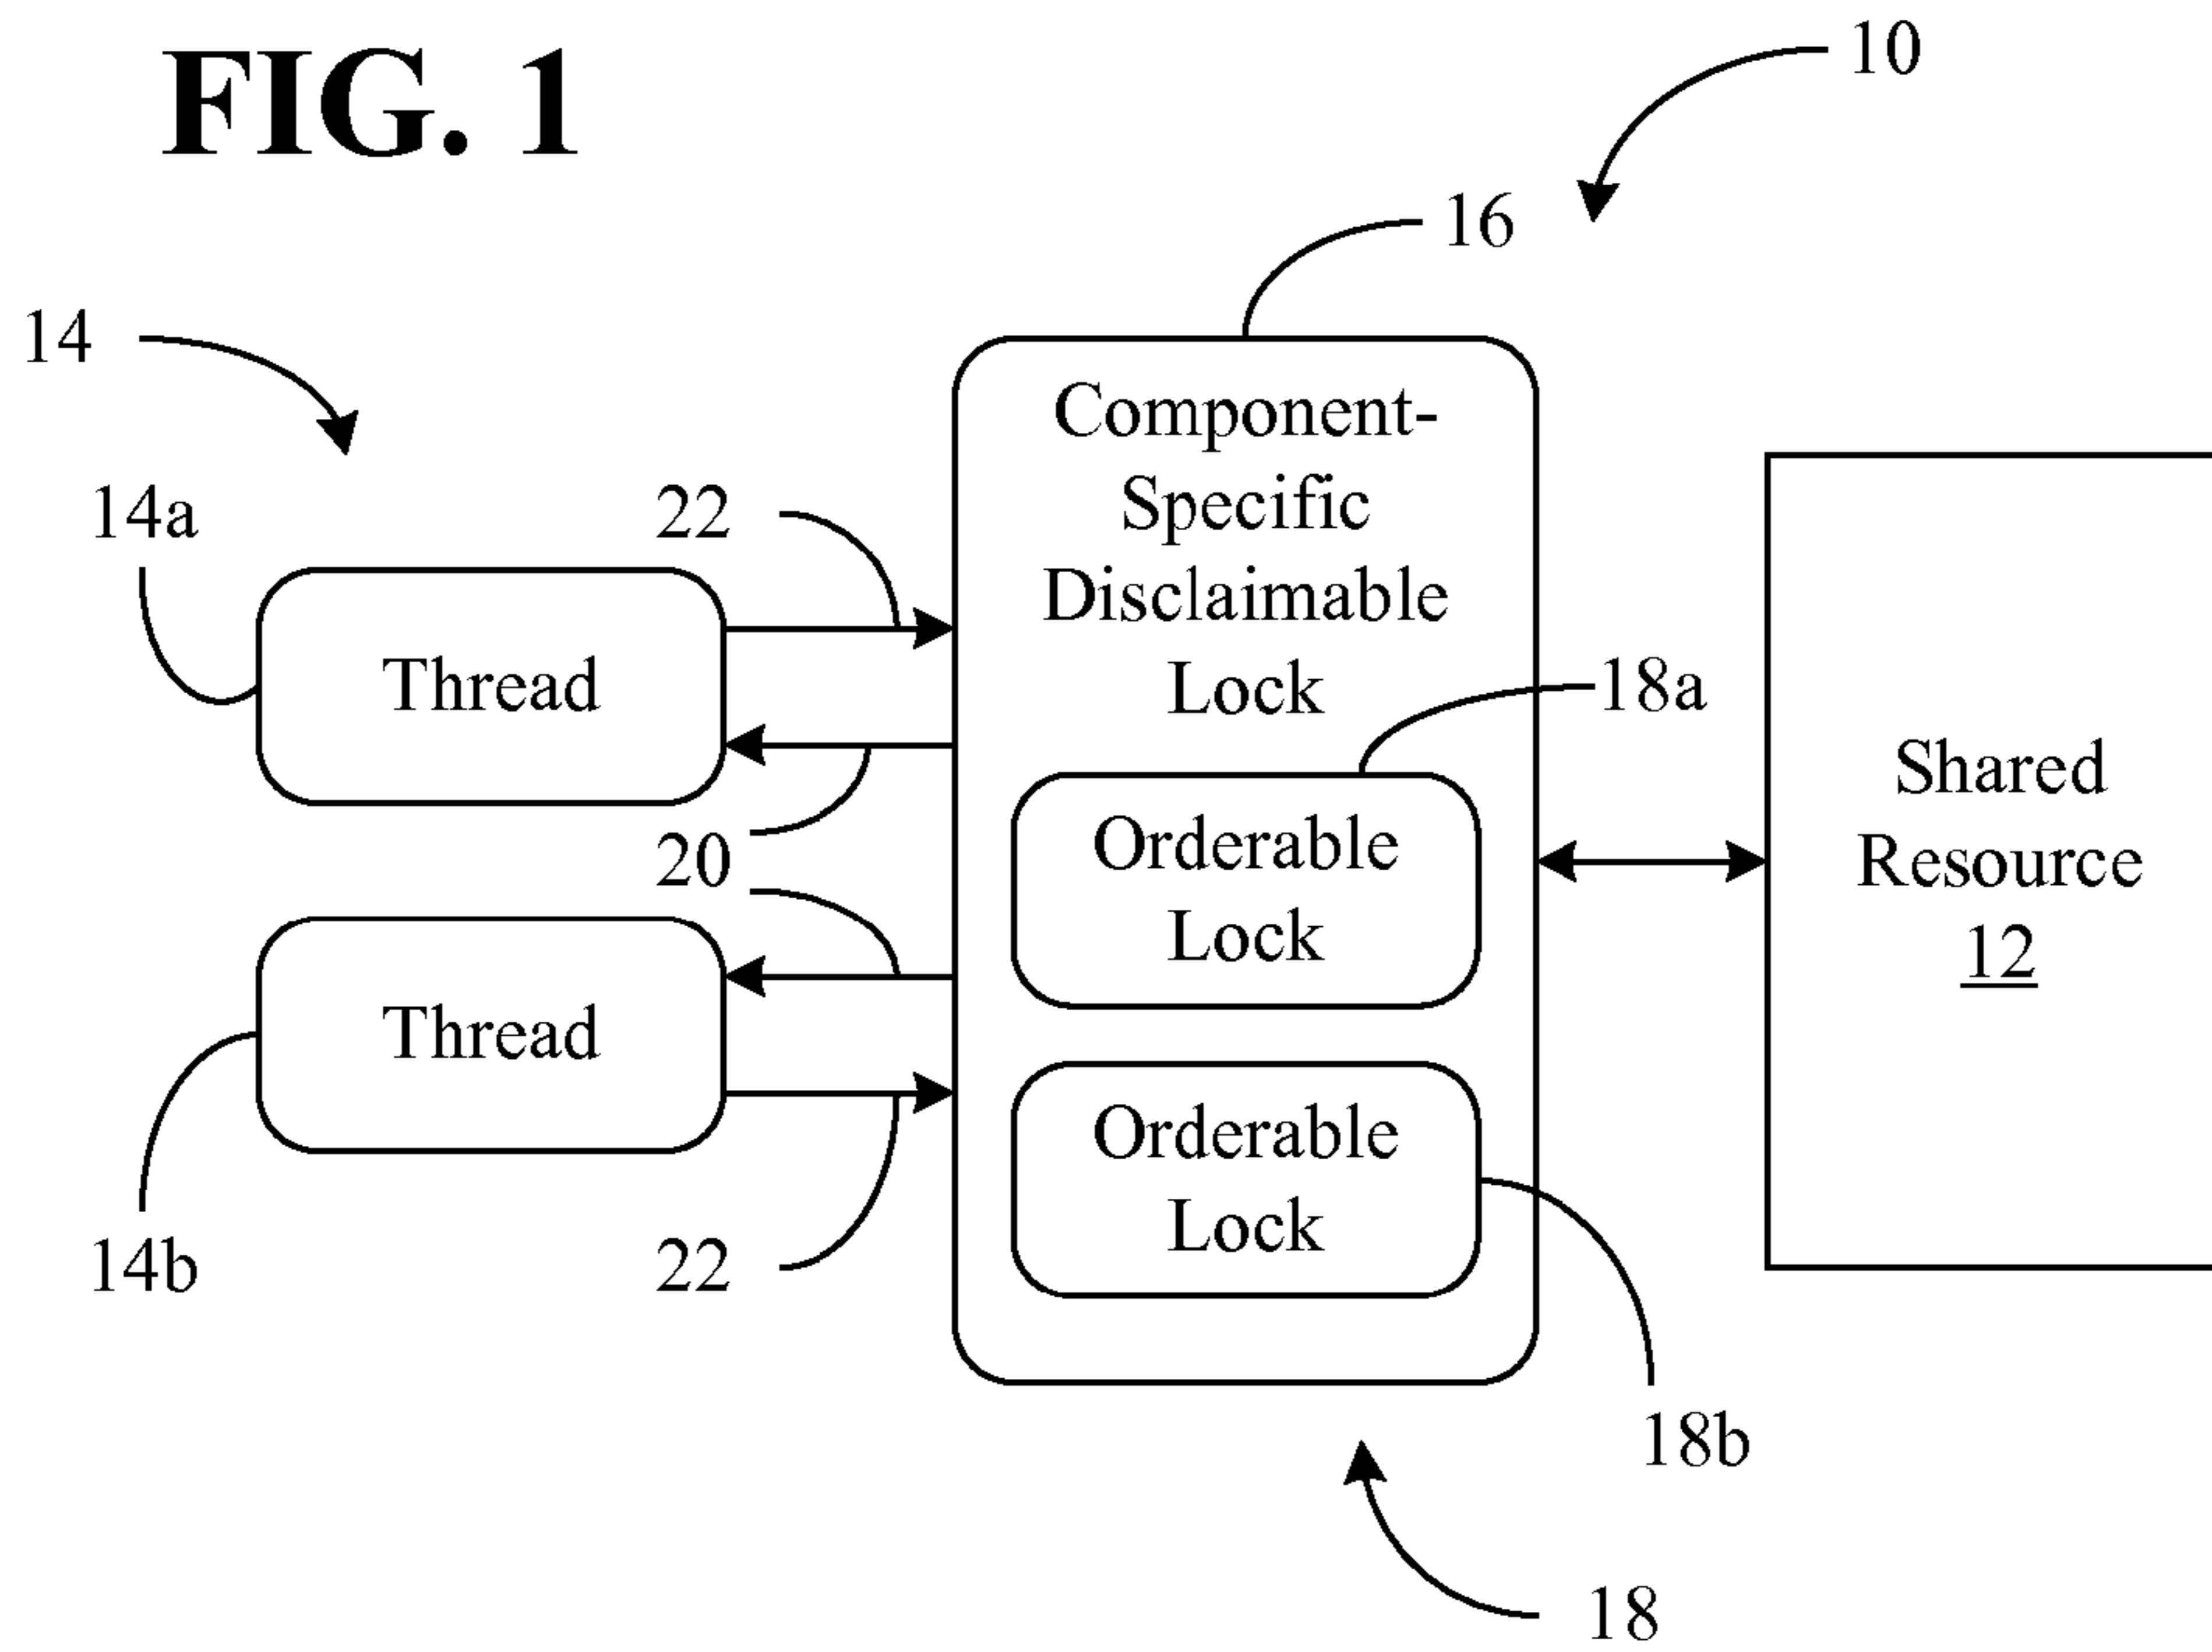 FIG. 1
10
16
14
14a
22
Component-
Specific
Disclaimable
Lock
Thread
18a
20
Orderable
Lock
Shared
Resource
12
Thread
Orderable
Lock
14b
22
18b
18